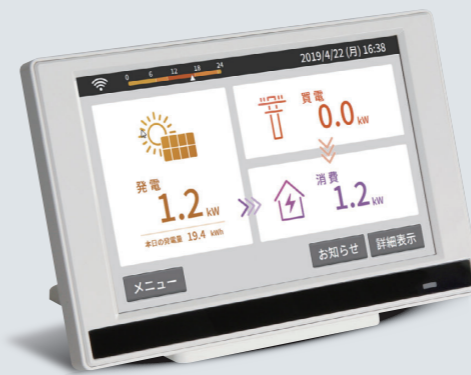 0 6 12 18 24
2019/4/22 (月) 16:38
発電
1.2 kW
本日の発電量 19.4 kWh
買電
0.0 kW
消費
1.2 kW
メニュー
お知らせ
詳細表示